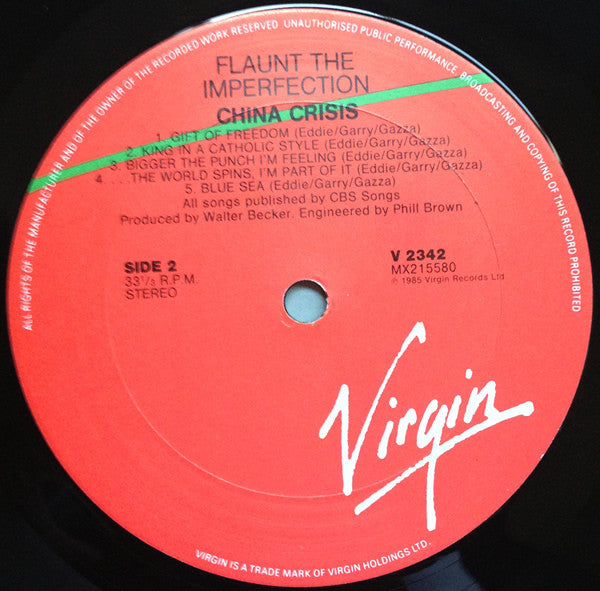 ALL RIGHTS OF THE MANUFACTURER AND OF THE OWNER OF THE RECORDED WORK RESERVED UNAUTHORISED PUBLIC PERFORMANCE, BROADCASTING AND COPYING OF THIS RECORD PROHIBITED
FLAUNT THE
IMPERFECTION
CHINA CRISIS
1. GIFT OF FREEDOM (Eddie/Garry/Gazza)
2. KING IN A CATHOLIC STYLE (Eddie/Garry/Gazza)
3. BIGGER THE PUNCH I'M FEELING (Eddie/Garry/Gazza)
4. ...THE WORLD SPINS, I'M PART OF IT (Eddie/Garry/Gazza)
5. BLUE SEA (Eddie/Garry/Gazza)
All songs published by CBS Songs
Produced by Walter Becker. Engineered by Phill Brown
SIDE 2
33⅓ R.P.M.
STEREO
V 2342
MX215580
℗ 1985 Virgin Records Ltd
Virgin
VIRGIN IS A TRADE MARK OF VIRGIN HOLDINGS LTD.